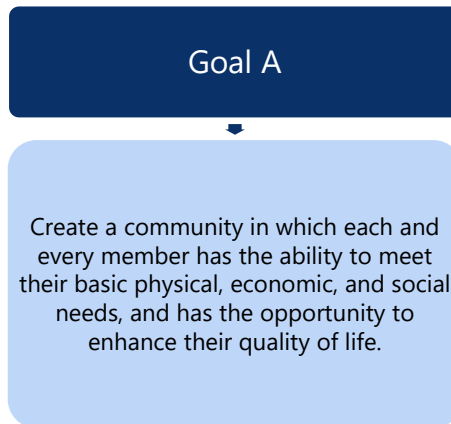 Goal A
Create a community in which each and
every member has the ability to meet
their basic physical, economic, and social
needs, and has the opportunity to
enhance their quality of life.